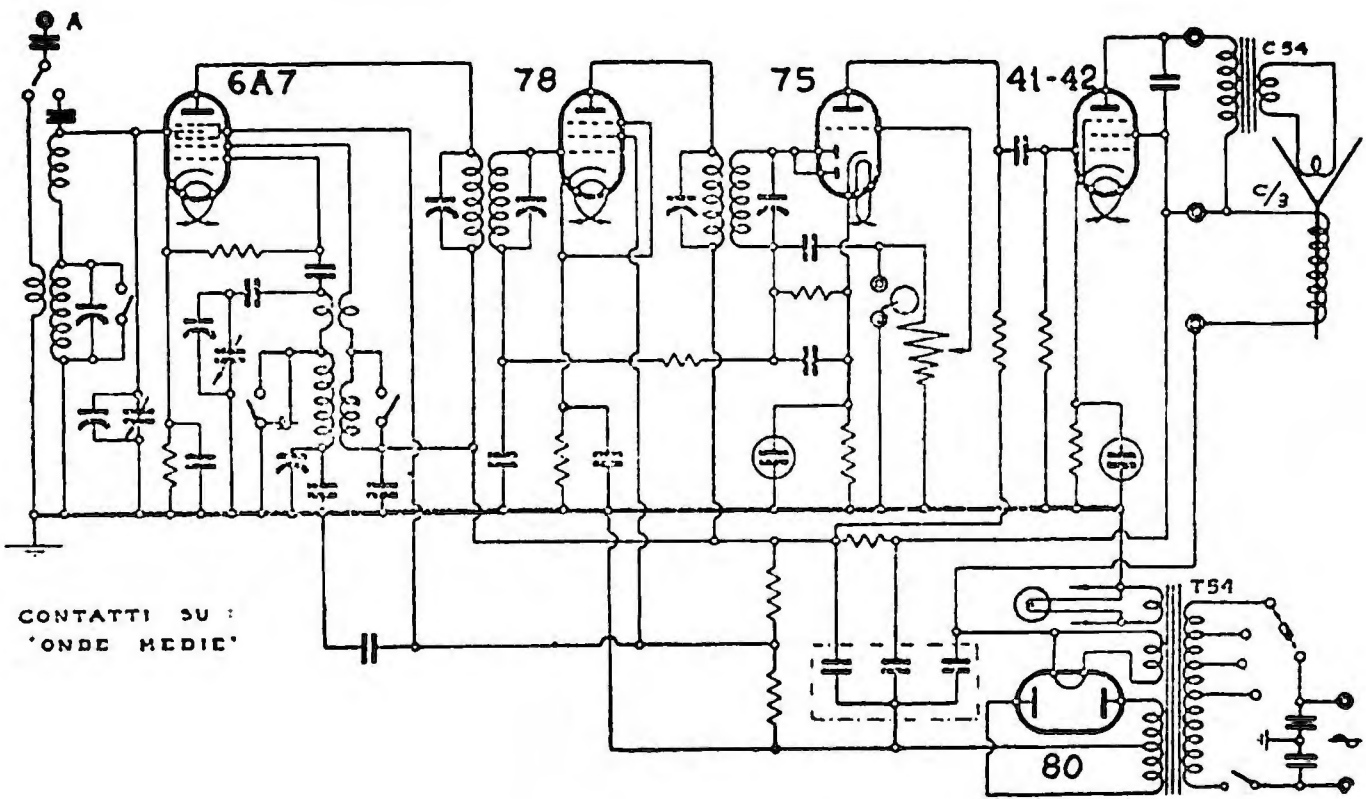 A
6A7
78
75
41-42
C54
C/3
CONTATTI SU :
"ONDE MEDIE"
T54
80